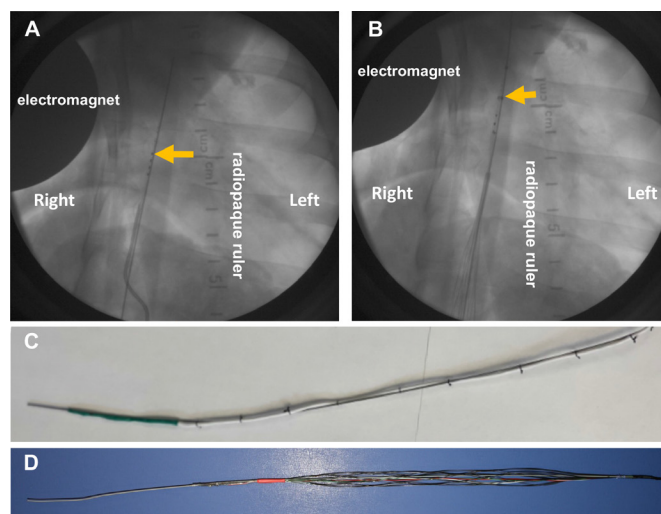 A
electromagnet
Right
radiopaque ruler
Left
B
electromagnet
Right
radiopaque ruler
Left
C
D